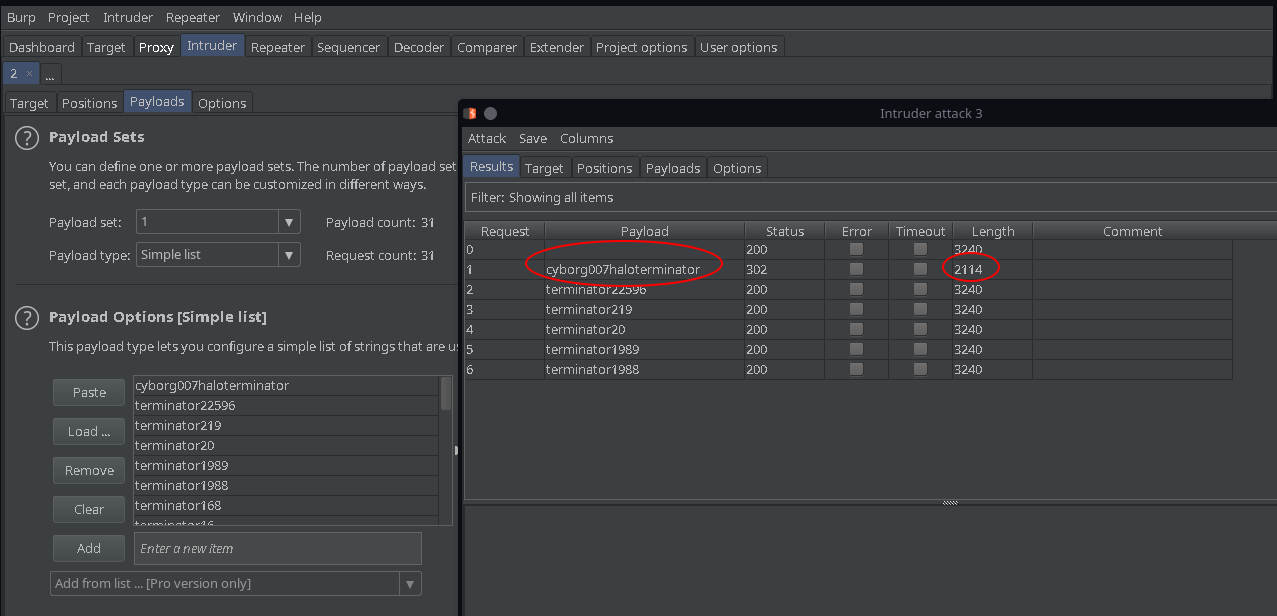 Burp Project Intruder Repeater Window Help
Dashboard Target Proxy Intruder Repeater Sequencer Decoder Comparer Extender Project options User options
2 × ...
Target Positions Payloads Options
? Payload Sets
You can define one or more payload sets. The number of payload set
set, and each payload type can be customized in different ways.
Payload set: 1 Payload count: 31
Payload type: Simple list Request count: 31
? Payload Options [Simple list]
This payload type lets you configure a simple list of strings that are u
Paste
Load ...
Remove
Clear
Add
cyborg007haloterminator
terminator22596
terminator219
terminator20
terminator1989
terminator1988
terminator168
terminator16
Enter a new item
Add from list ... [Pro version only]
Intruder attack 3
Attack Save Columns
Results Target Positions Payloads Options
Filter: Showing all items
Request Payload Status Error Timeout Length Comment
0 200 3240
1 cyborg007haloterminator 302 2114
2 terminator22596 200 3240
3 terminator219 200 3240
4 terminator20 200 3240
5 terminator1989 200 3240
6 terminator1988 200 3240